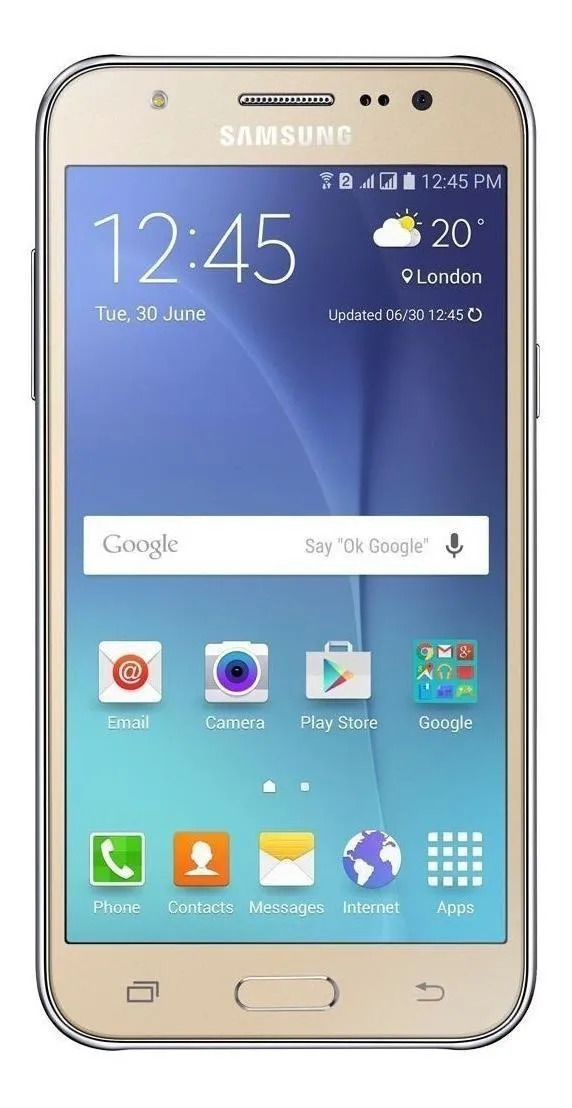 SAMSUNG
2 12:45 PM
12:45
20°
London
Tue, 30 June
Updated 06/30 12:45
Google
Say "Ok Google"
Email
Camera
Play Store
Google
Phone
Contacts
Messages
Internet
Apps